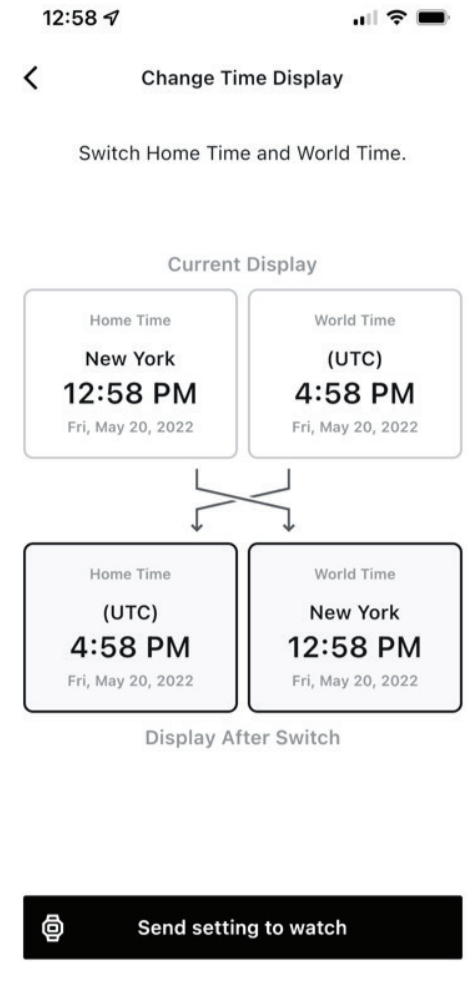 12:58
Change Time Display
Switch Home Time and World Time.
Current Display
Home Time
New York
12:58 PM
Fri, May 20, 2022
World Time
(UTC)
4:58 PM
Fri, May 20, 2022
Home Time
(UTC)
4:58 PM
Fri, May 20, 2022
World Time
New York
12:58 PM
Fri, May 20, 2022
Display After Switch
Send setting to watch